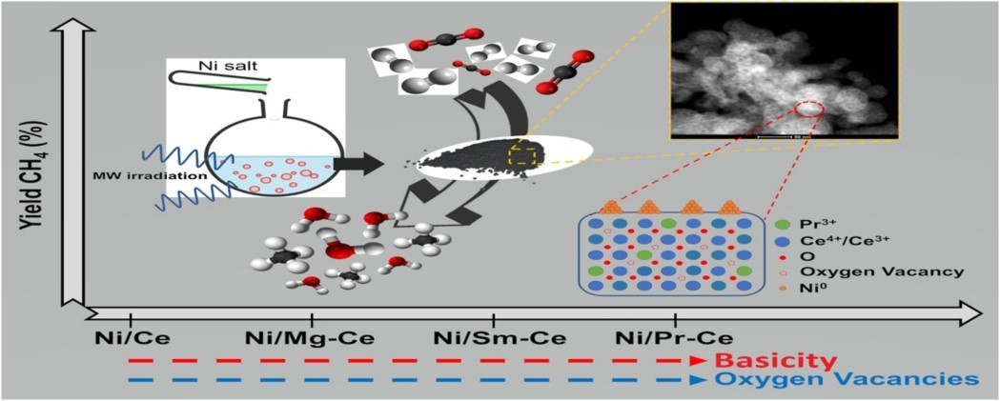 Yield CH₄ (%)
Ni salt
MW irradiation
Pr³⁺
Ce⁴⁺/Ce³⁺
O
Oxygen Vacancy
Ni⁰
Ni/Ce
Ni/Mg-Ce
Ni/Sm-Ce
Ni/Pr-Ce
Basicity
Oxygen Vacancies